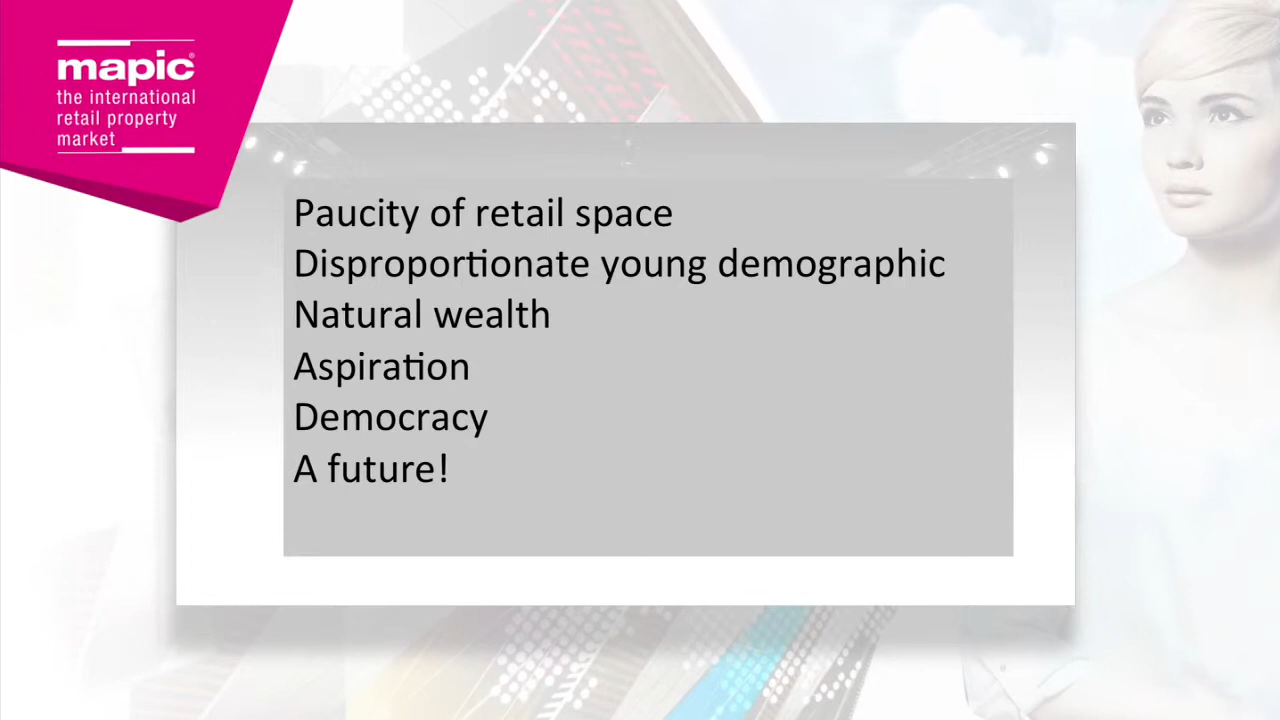 mapic®
the international
retail property
market
Paucity of retail space
Disproportionate young demographic
Natural wealth
Aspiration
Democracy
A future!